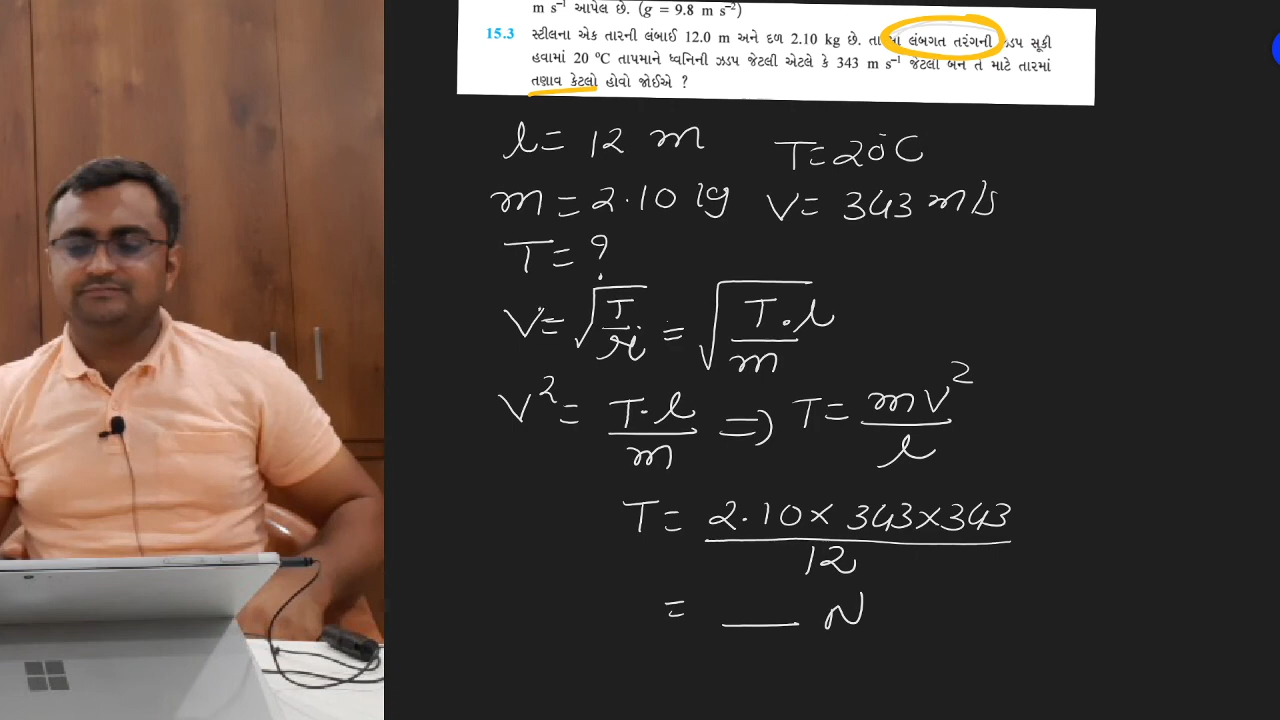 m s⁻¹ આપેલ છે. (g = 9.8 m s⁻²)
15.3 સ્ટીલના એક તારની લંબાઈ 12.0 m અને દળ 2.10 kg છે. લંબગત તરંગની ઝડપ સૂકી
હવામાં 20 °C તાપમાને ધ્વનિની ઝડપ જેટલી એટલે કે 343 m s⁻¹ જેટલી બને તે માટે તારમાં
તણાવ કેટલો હોવો જોઈએ ?
l = 12 m T = 20°C
m = 2.10 kg V = 343 m/s
T = ?
V = √(T/μ) = √(T·l/m)
V² = T·l/m ⇒ T = mV²/l
T = 2.10 × 343 × 343 / 12
= ___ N